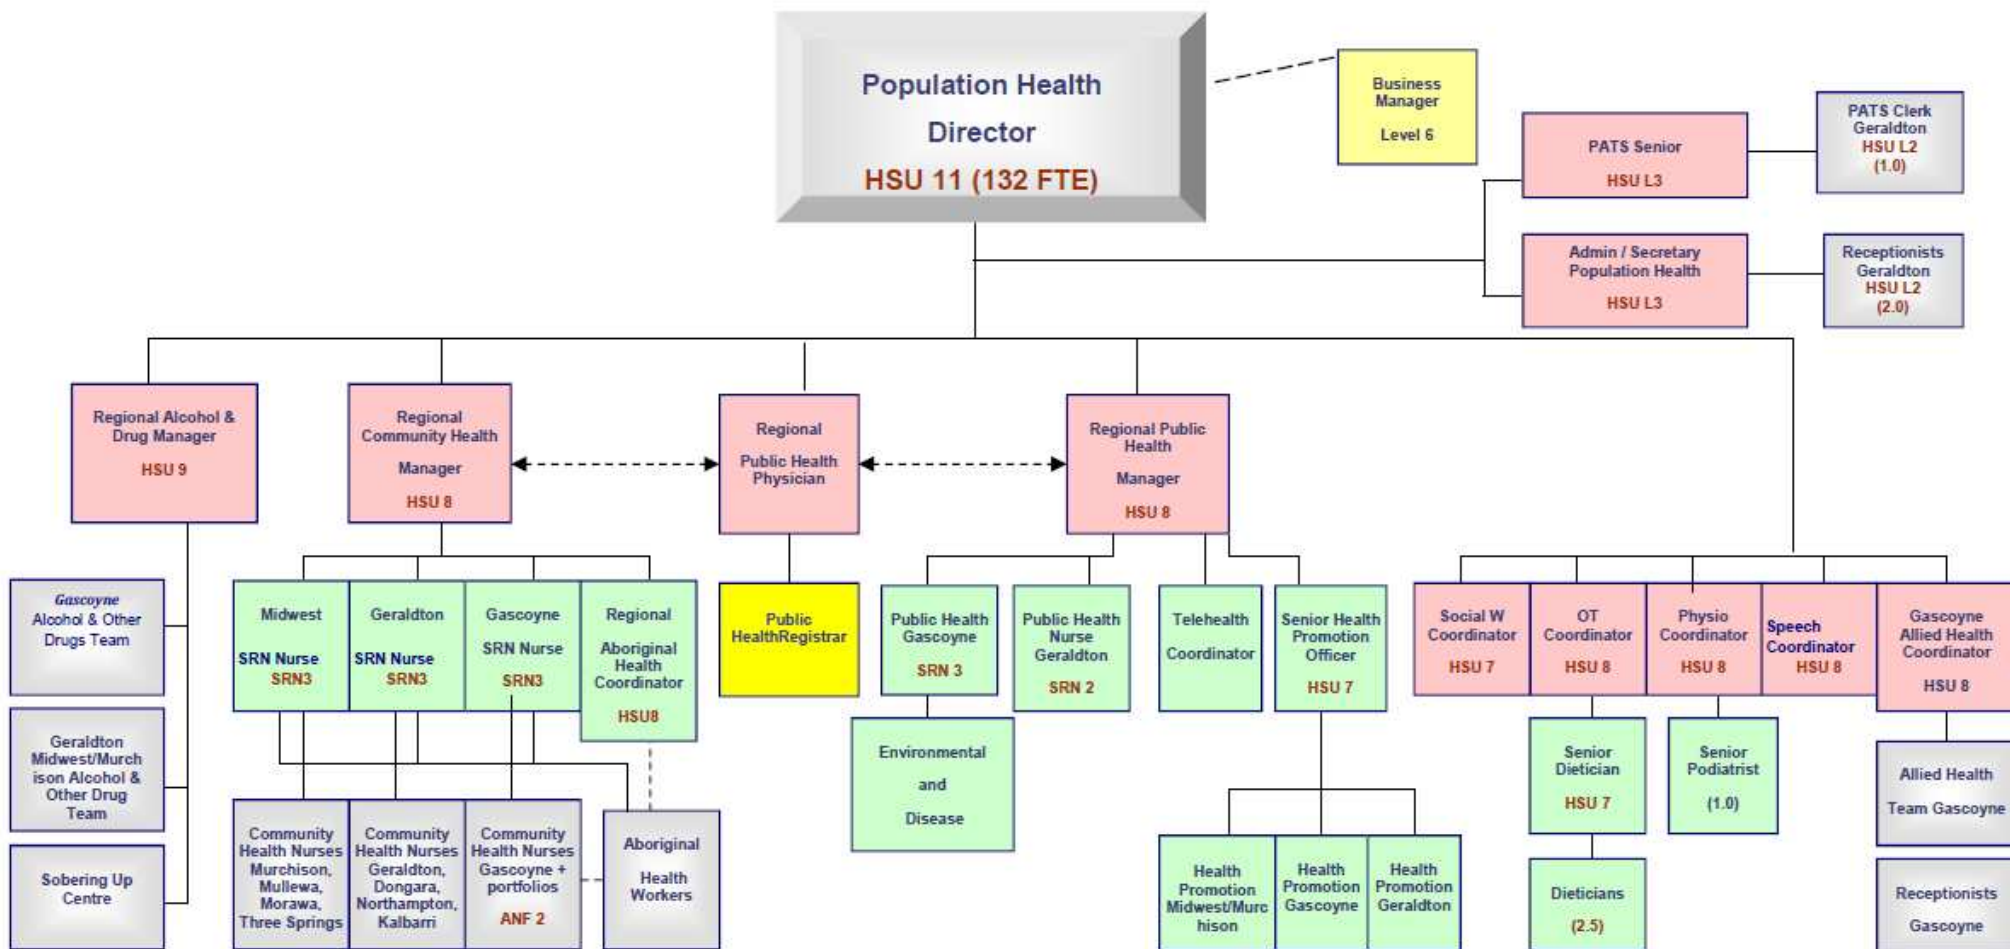 Population Health
Director
HSU 11 (132 FTE)
Business
Manager
Level 6
PATS Senior
HSU L3
PATS Clerk
Geraldton
HSU L2
(1.0)
Admin / Secretary
Population Health
HSU L3
Receptionists
Geraldton
HSU L2
(2.0)
Regional Alcohol &
Drug Manager
HSU 9
Regional
Community Health
Manager
HSU 8
Regional
Public Health
Physician
Regional Public
Health
Manager
HSU 8
Gascoyne
Alcohol & Other
Drugs Team
Geraldton
Midwest/Murch
ison Alcohol &
Other Drug
Team
Sobering Up
Centre
Midwest
SRN Nurse
SRN3
Geraldton
SRN Nurse
SRN3
Gascoyne
SRN Nurse
SRN3
Regional
Aboriginal
Health
Coordinator
HSU8
Community
Health Nurses
Murchison,
Mullewa,
Morawa,
Three Springs
Community
Health Nurses
Geraldton,
Dongara,
Northampton,
Kalbarri
Community
Health Nurses
Gascoyne +
portfolios
ANF 2
Aboriginal
Health
Workers
Public
HealthRegistrar
Public Health
Gascoyne
SRN 3
Environmental
and
Disease
Public Health
Nurse
Geraldton
SRN 2
Telehealth
Coordinator
Senior Health
Promotion
Officer
HSU 7
Health
Promotion
Midwest/Murc
hison
Health
Promotion
Gascoyne
Health
Promotion
Geraldton
Social W
Coordinator
HSU 7
OT
Coordinator
HSU 8
Physio
Coordinator
HSU 8
Speech
Coordinator
HSU 8
Gascoyne
Allied Health
Coordinator
HSU 8
Senior
Dietician
HSU 7
Dieticians
(2.5)
Senior
Podiatrist
(1.0)
Allied Health
Team Gascoyne
Receptionists
Gascoyne